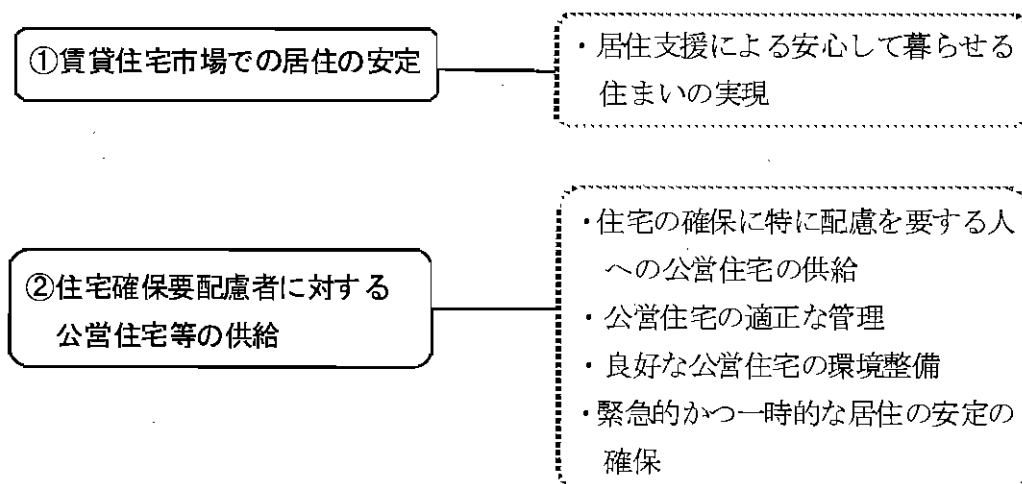 ①賃貸住宅市場での居住の安定
・居住支援による安心して暮らせる
住まいの実現
②住宅確保要配慮者に対する
公営住宅等の供給
・住宅の確保に特に配慮を要する人
への公営住宅の供給
・公営住宅の適正な管理
・良好な公営住宅の環境整備
・緊急的かつ一時的な居住の安定の
確保